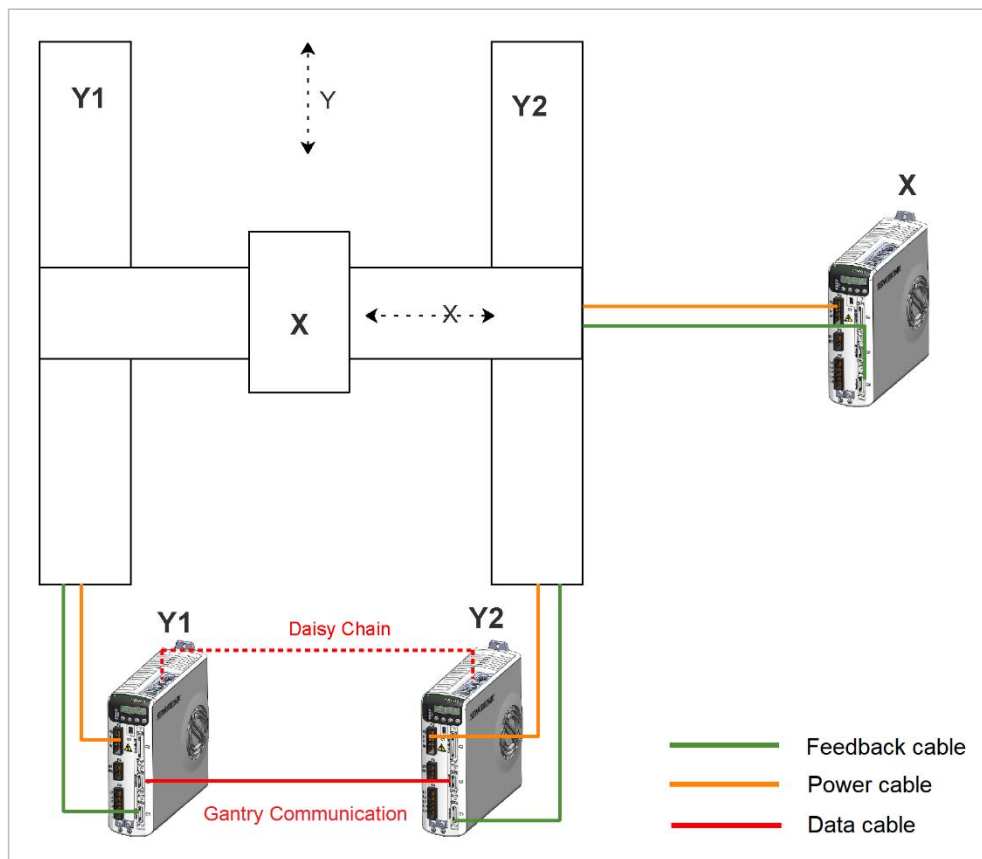 Y1
Y
Y2
X
X
X
Y1
Y2
Daisy Chain
Gantry Communication
Feedback cable
Power cable
Data cable